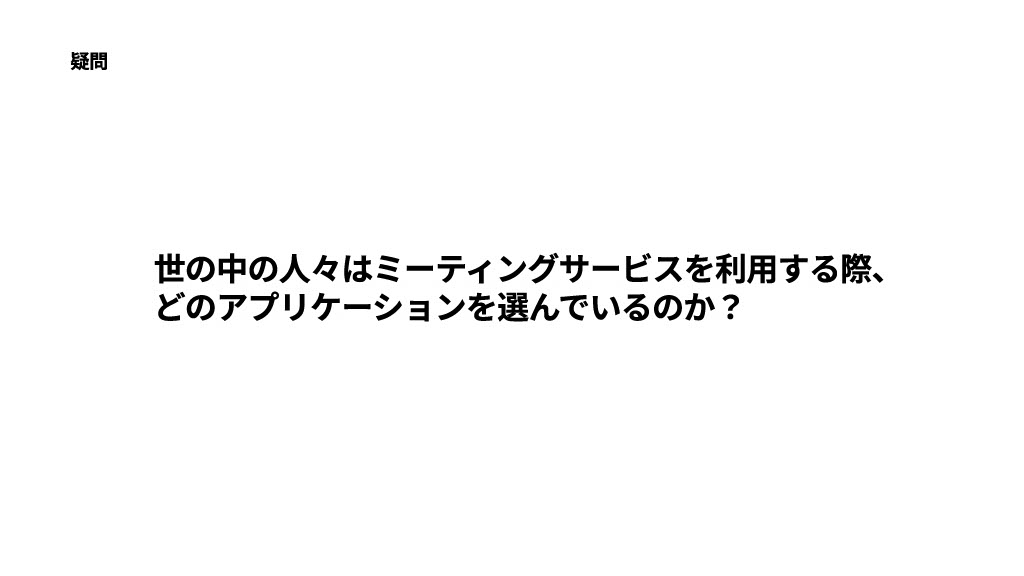 疑問
世の中の人々はミーティングサービスを利用する際、
どのアプリケーションを選んでいるのか？